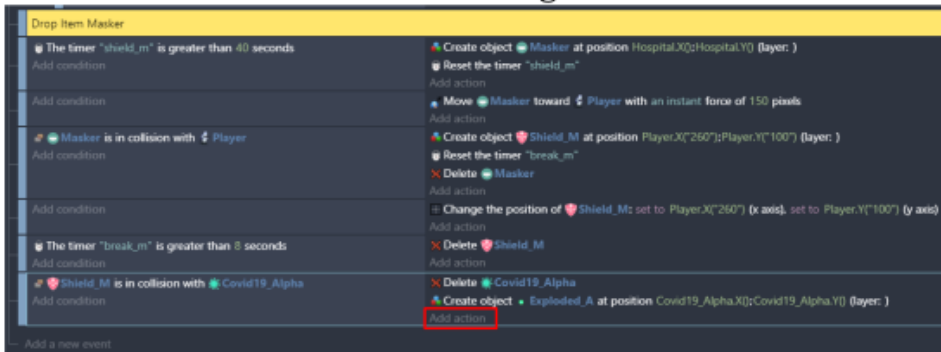 Drop Item Masker
The timer "shield_m" is greater than 40 seconds
Add condition
Create object Masker at position Hospital.X();Hospital.Y() (layer: )
Reset the timer "shield_m"
Add action
Add condition
Move Masker toward Player with an instant force of 150 pixels
Add action
Masker is in collision with Player
Add condition
Create object Shield_M at position Player.X("260");Player.Y("100") (layer: )
Reset the timer "break_m"
Delete Masker
Add action
Add condition
Change the position of Shield_M: set to Player.X("260") (x axis), set to Player.Y("100") (y axis)
Add action
The timer "break_m" is greater than 8 seconds
Add condition
Delete Shield_M
Add action
Shield_M is in collision with Covid19_Alpha
Add condition
Delete Covid19_Alpha
Create object Exploded_A at position Covid19_Alpha.X();Covid19_Alpha.Y() (layer: )
Add action
Add a new event